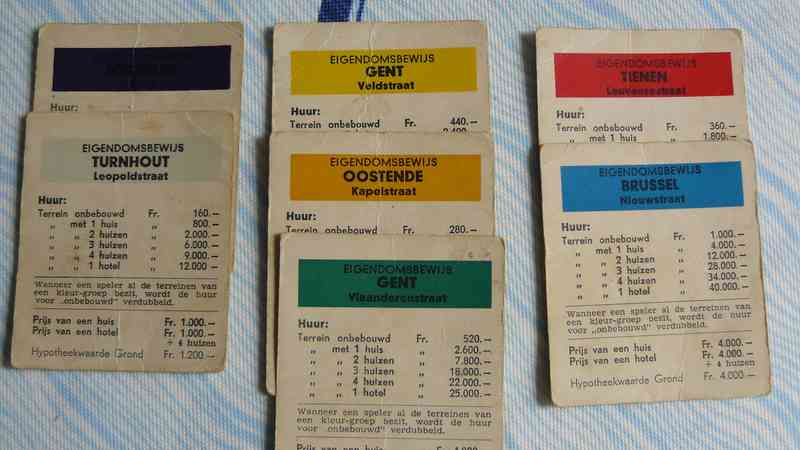 Huur:
EIGENDOMSBEWIJS
TURNHOUT
Leopoldstraat
Huur:
Terrein onbebouwd Fr. 160.—
„ met 1 huis „ 800.—
„ „ 2 huizen „ 2.000.—
„ „ 3 huizen „ 6.000.—
„ „ 4 huizen „ 9.000.—
„ „ 1 hotel „ 12.000.—
Wanneer een speler al de terreinen van
een kleur-groep bezit, wordt de huur
voor „onbebouwd” verdubbeld.
Prijs van een huis Fr. 1.000.—
Prijs van een hotel Fr. 1.000.—
+ 4 huizen
Hypotheekwaarde Grond Fr. 1.200.—
EIGENDOMSBEWIJS
GENT
Veldstraat
Huur:
Terrein onbebouwd Fr. 440.—
EIGENDOMSBEWIJS
OOSTENDE
Kapelstraat
Huur:
Terrein onbebouwd Fr. 280.—
EIGENDOMSBEWIJS
GENT
Vlaanderenstraat
Huur:
Terrein onbebouwd Fr. 520.—
„ met 1 huis „ 2.600.—
„ „ 2 huizen „ 7.800.—
„ „ 3 huizen „ 18.000.—
„ „ 4 huizen „ 22.000.—
„ „ 1 hotel „ 25.000.—
Wanneer een speler al de terreinen van
een kleur-groep bezit, wordt de huur
voor „onbebouwd” verdubbeld.
Prijs van een huis
EIGENDOMSBEWIJS
TIENEN
Leuvensestraat
Huur:
Terrein onbebouwd Fr. 360.—
„ met 1 huis „ 1.800.—
EIGENDOMSBEWIJS
BRUSSEL
Nieuwstraat
Huur:
Terrein onbebouwd Fr. 1.000.—
„ met 1 huis „ 4.000.—
„ „ 2 huizen „ 12.000.—
„ „ 3 huizen „ 28.000.—
„ „ 4 huizen „ 34.000.—
„ „ 1 hotel „ 40.000.—
Wanneer een speler al de terreinen van
een kleur-groep bezit, wordt de huur
voor „onbebouwd” verdubbeld.
Prijs van een huis Fr. 4.000.—
Prijs van een hotel Fr. 4.000.—
+ 4 huizen
Hypotheekwaarde Grond Fr. 4.000.—